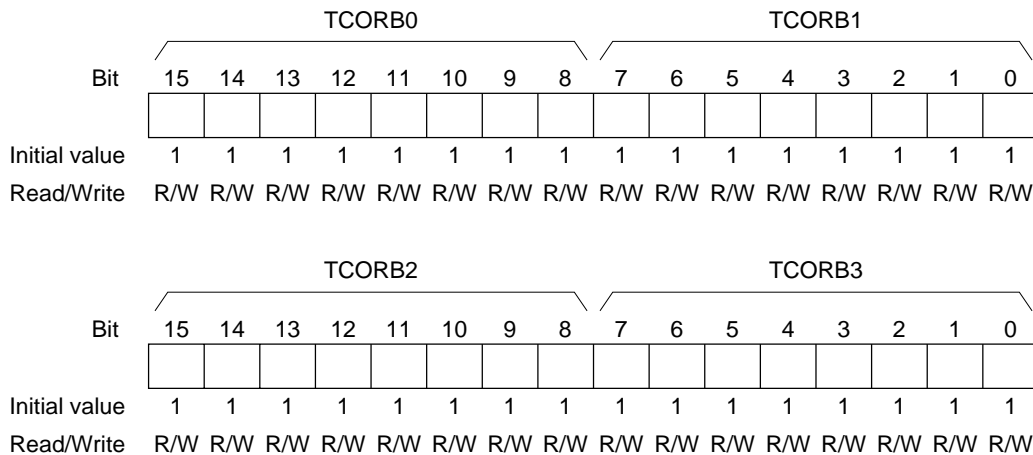 TCORB0 TCORB1
Bit 15 14 13 12 11 10 9 8 7 6 5 4 3 2 1 0
Initial value 1 1 1 1 1 1 1 1 1 1 1 1 1 1 1 1
Read/Write R/W R/W R/W R/W R/W R/W R/W R/W R/W R/W R/W R/W R/W R/W R/W R/W
TCORB2 TCORB3
Bit 15 14 13 12 11 10 9 8 7 6 5 4 3 2 1 0
Initial value 1 1 1 1 1 1 1 1 1 1 1 1 1 1 1 1
Read/Write R/W R/W R/W R/W R/W R/W R/W R/W R/W R/W R/W R/W R/W R/W R/W R/W